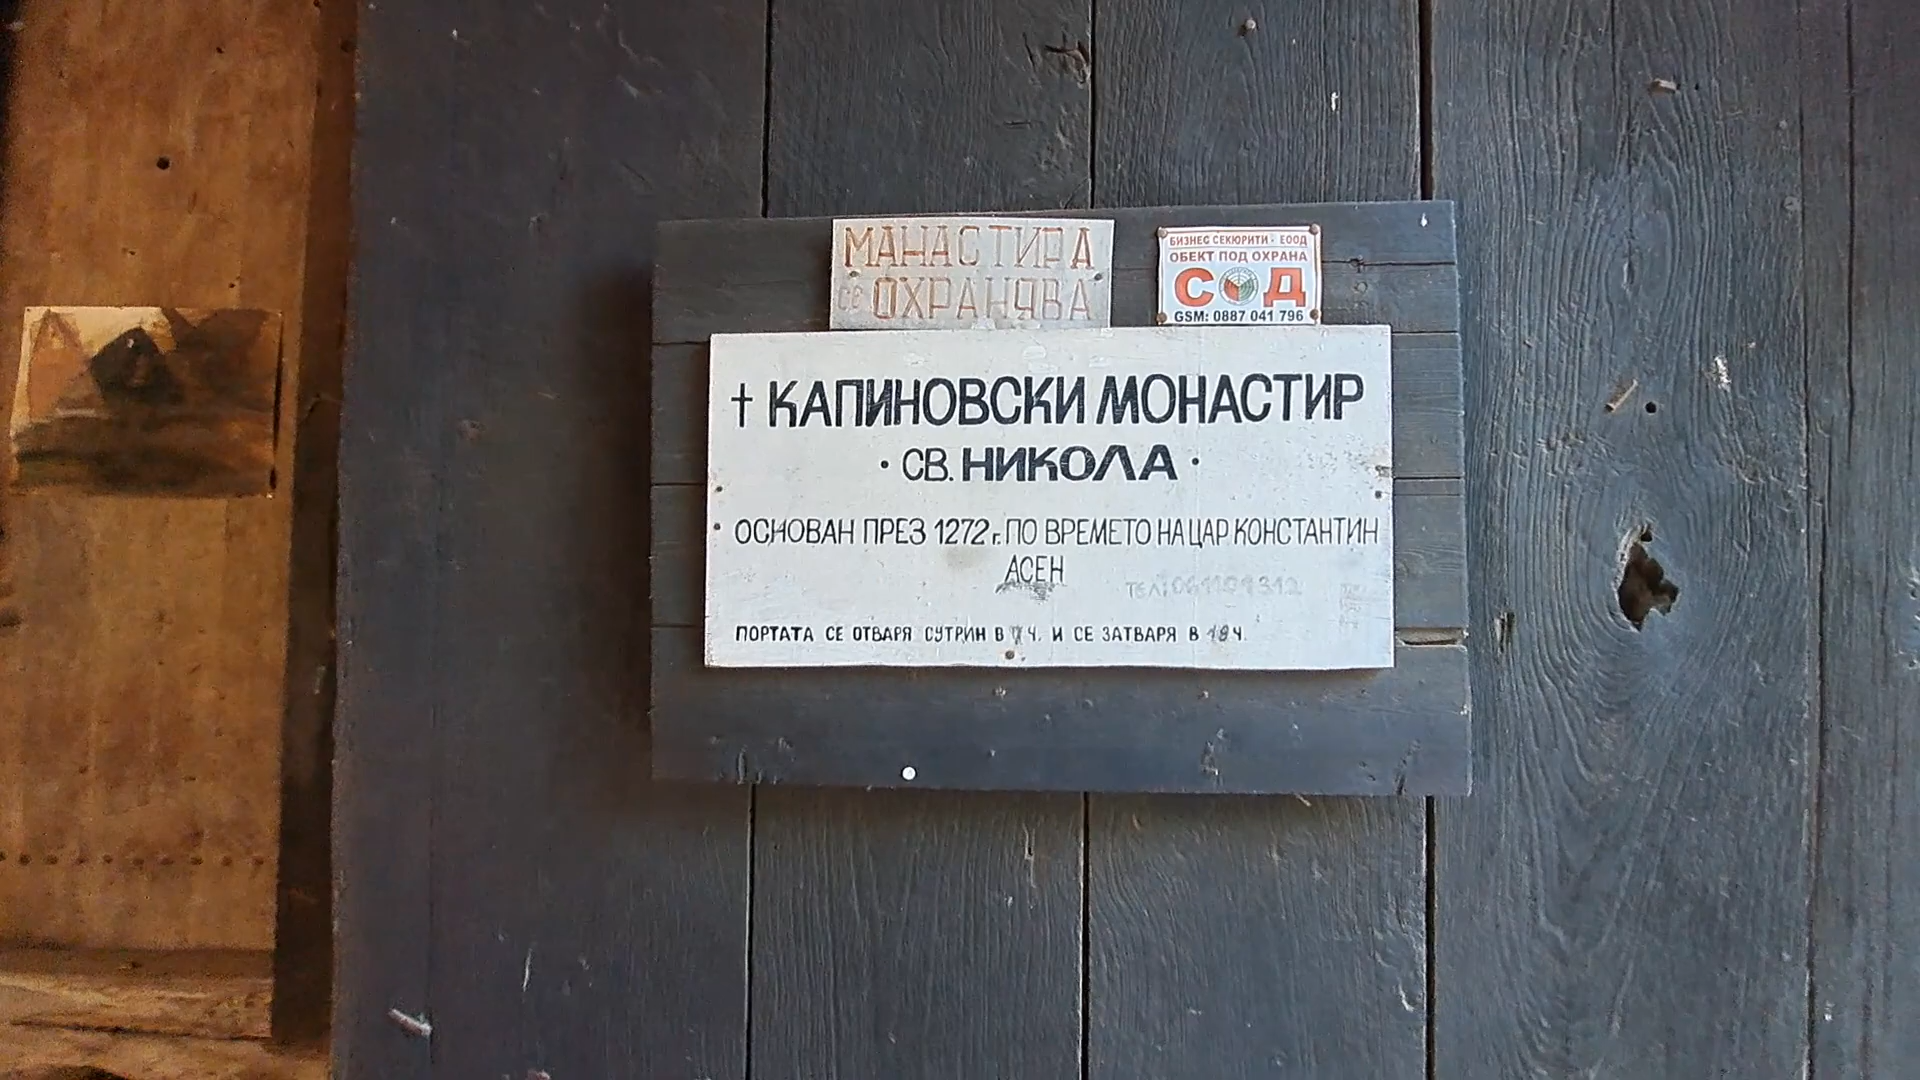 МАНАСТИРА
се ОХРАНЯВА
БИЗНЕС СЕКЮРИТИ - ЕООД
ОБЕКТ ПОД ОХРАНА
СОД
GSM: 0887 041 796
† КАПИНОВСКИ МОНАСТИР
· СВ. НИКОЛА ·
ОСНОВАН ПРЕЗ 1272 г. ПО ВРЕМЕТО НА ЦАР КОНСТАНТИН
АСЕН
ТЕЛ:
ПОРТАТА СЕ ОТВАРЯ СУТРИН В Ч. И СЕ ЗАТВАРЯ В Ч.